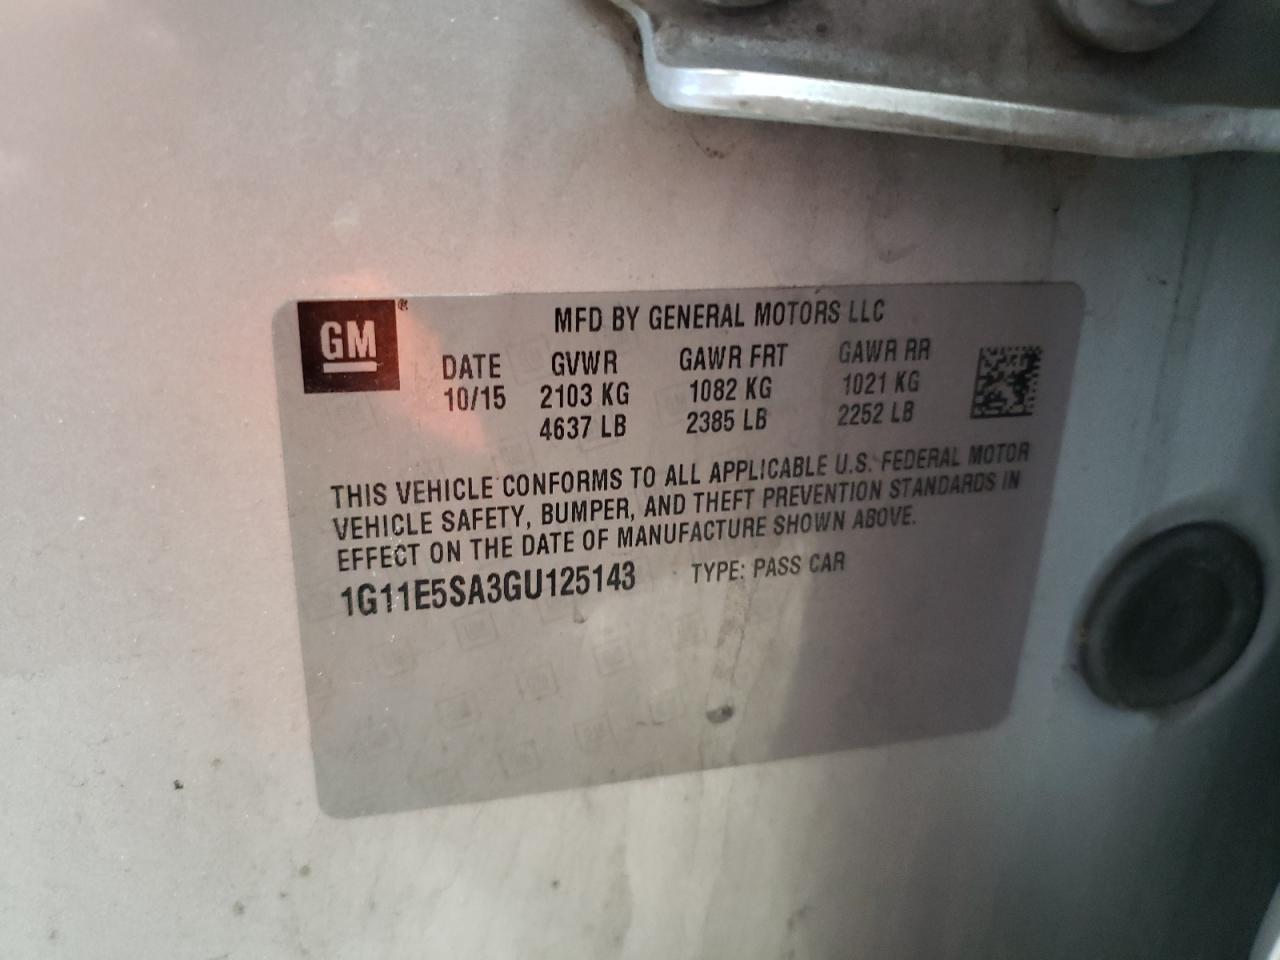 GM®
MFD BY GENERAL MOTORS LLC
DATE GVWR GAWR FRT GAWR RR
10/15 2103 KG 1082 KG 1021 KG
4637 LB 2385 LB 2252 LB
THIS VEHICLE CONFORMS TO ALL APPLICABLE U.S. FEDERAL MOTOR
VEHICLE SAFETY, BUMPER, AND THEFT PREVENTION STANDARDS IN
EFFECT ON THE DATE OF MANUFACTURE SHOWN ABOVE.
1G11E5SA3GU125143 TYPE: PASS CAR